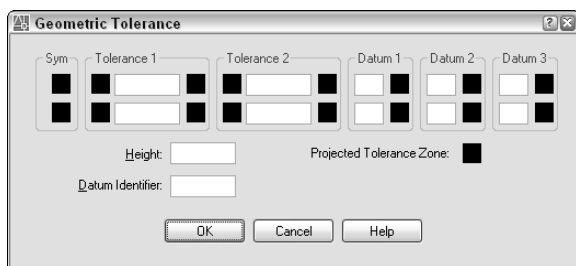 Geometric Tolerance
Sym Tolerance 1 Tolerance 2 Datum 1 Datum 2 Datum 3
Height: Projected Tolerance Zone:
Datum Identifier:
OK Cancel Help